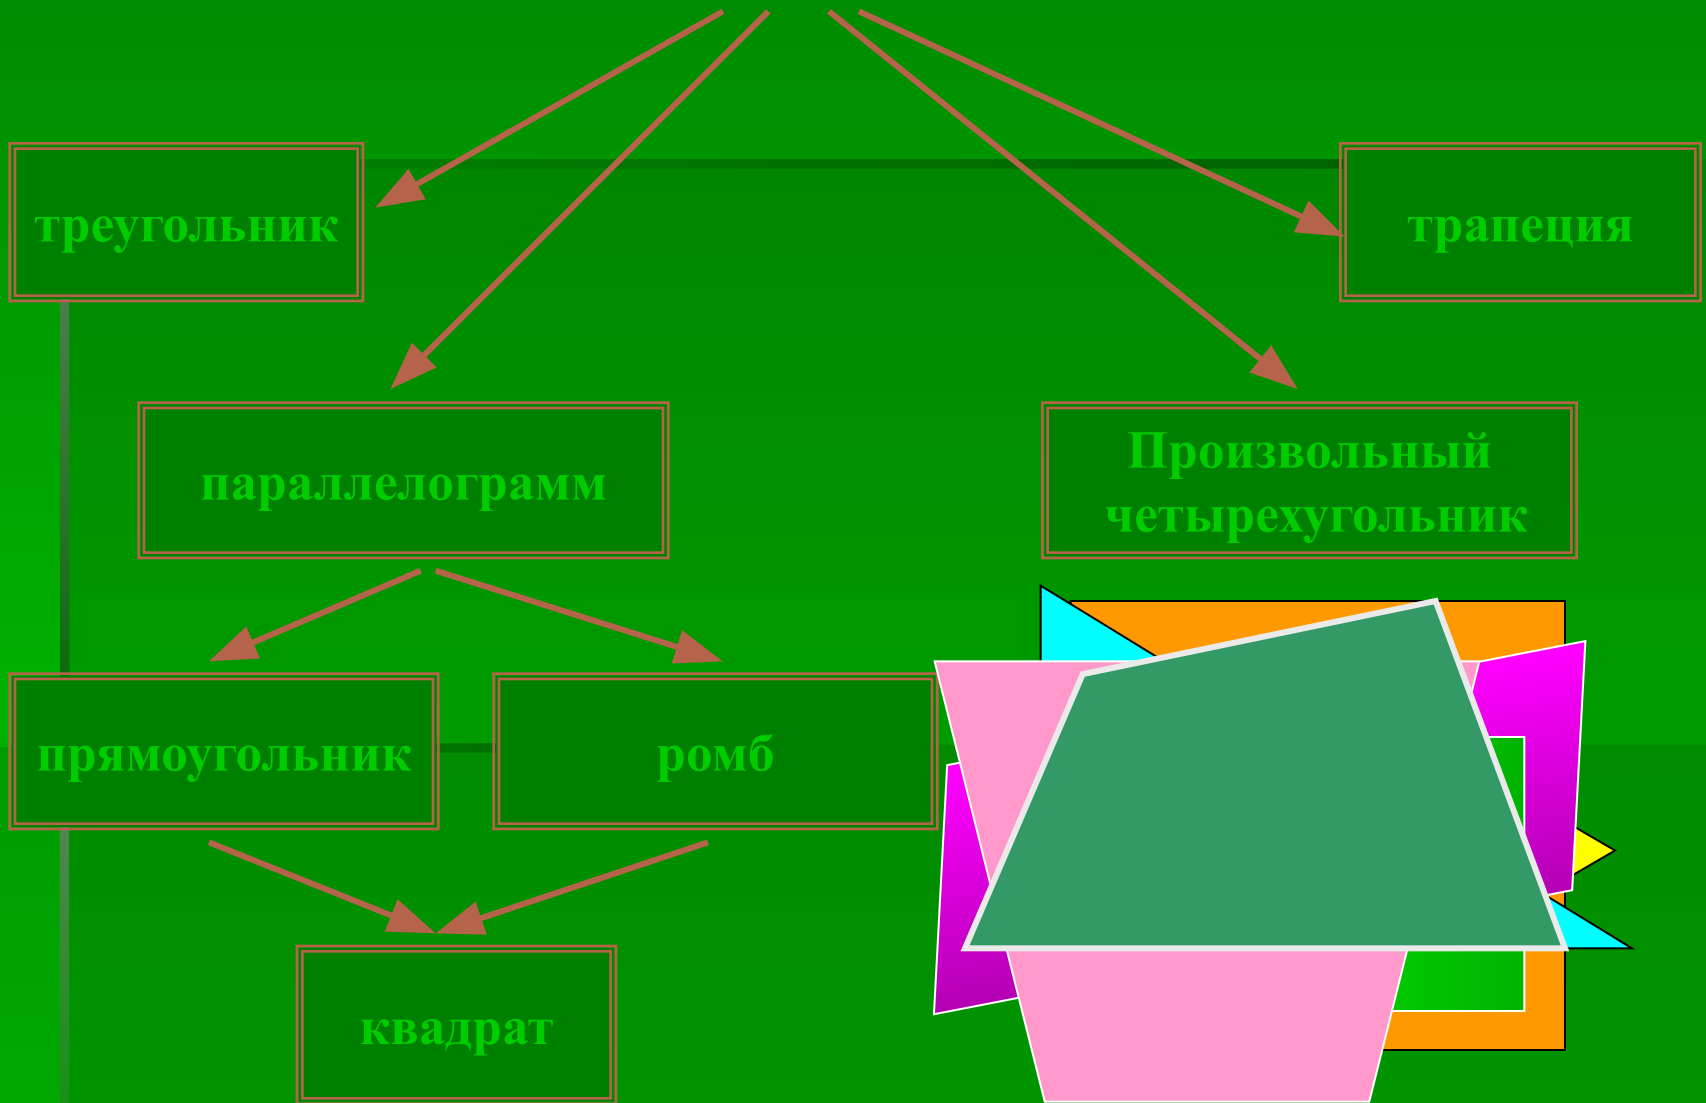 треугольник
трапеция
параллелограмм
Произвольный
четырехугольник
прямоугольник
ромб
квадрат